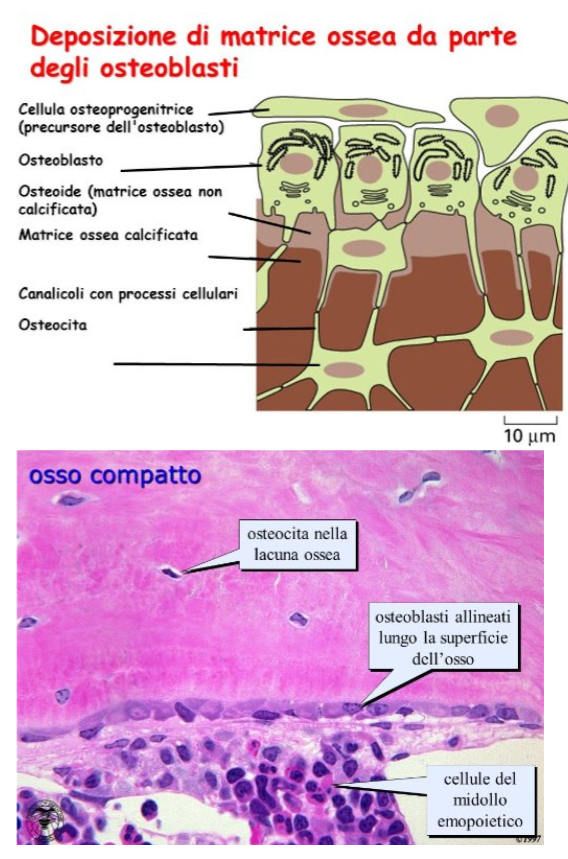 Deposizione di matrice ossea da parte
degli osteoblasti
Cellula osteoprogenitrice
(precursore dell'osteoblasto)
Osteoblasto
Osteoide (matrice ossea non
calcificata)
Matrice ossea calcificata
Canalicoli con processi cellulari
Osteocita
10 µm
osso compatto
osteocita nella
lacuna ossea
osteoblasti allineati
lungo la superficie
dell'osso
cellule del
midollo
emopoietico
©1997